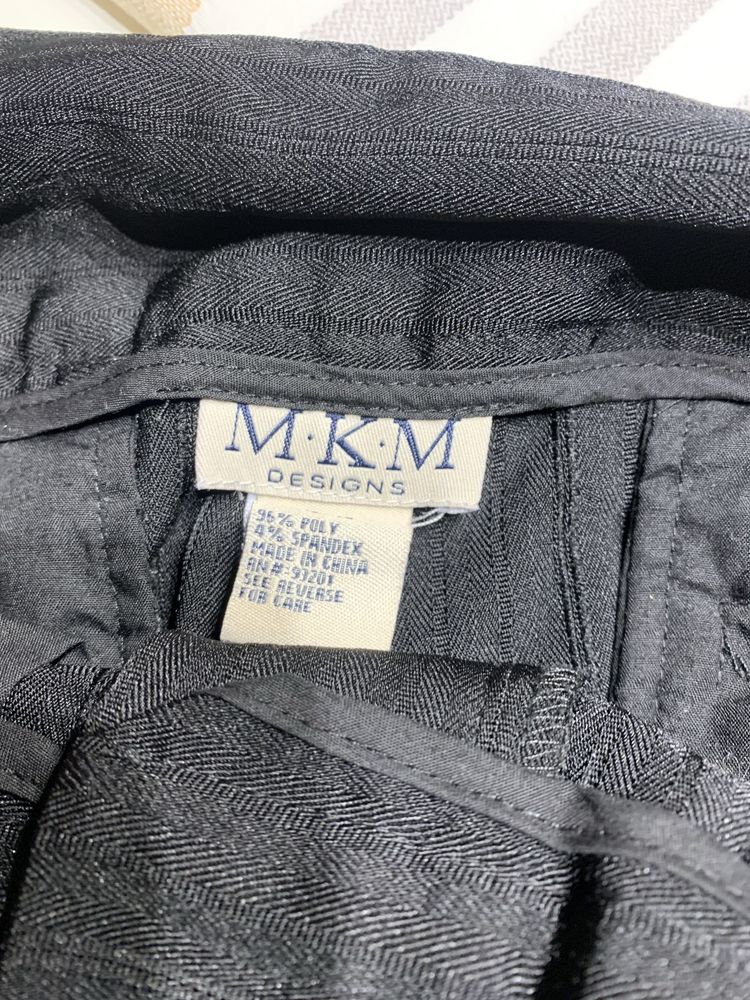 M·K·M
DESIGNS
96% POLY
4% SPANDEX
MADE IN CHINA
RN#:97201
SEE REVERSE
FOR CARE